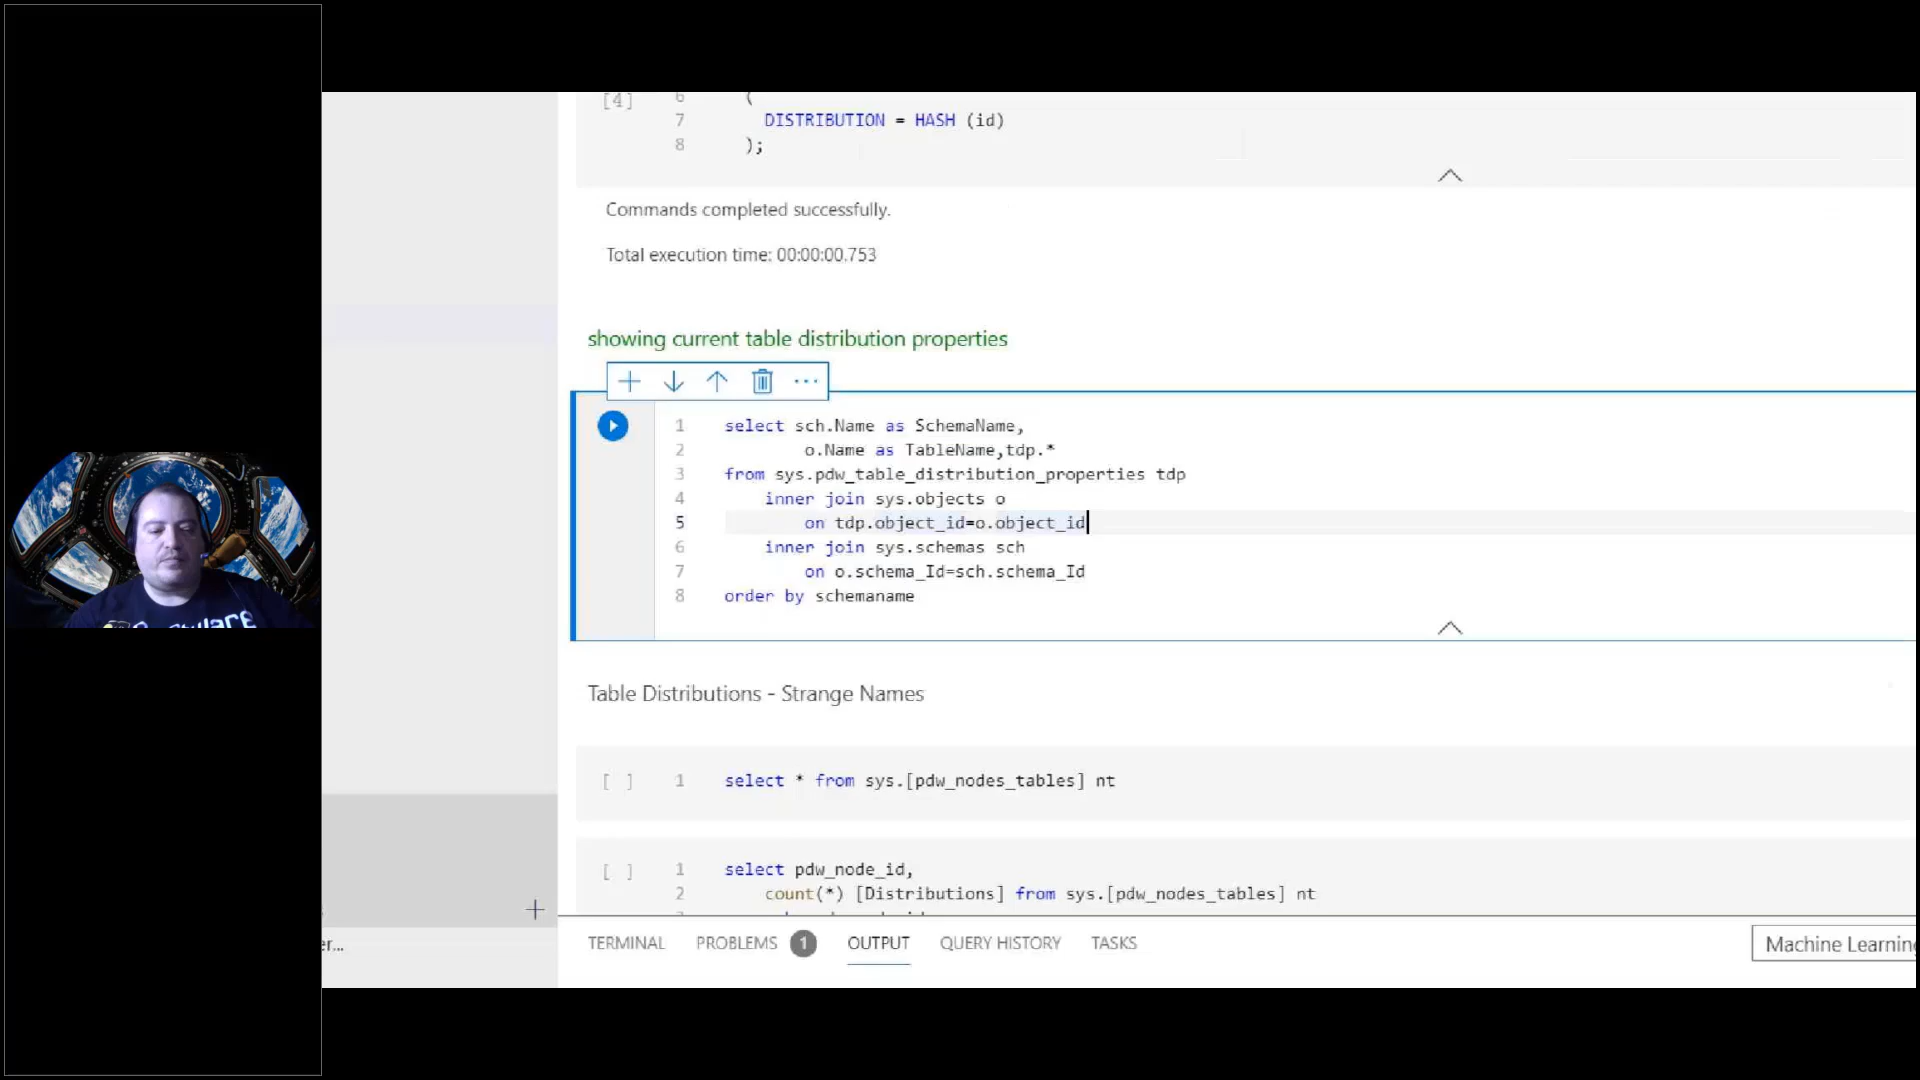 [4]
6 (
7 DISTRIBUTION = HASH (id)
8 );
Commands completed successfully.
Total execution time: 00:00:00.753
showing current table distribution properties
1 select sch.Name as SchemaName,
2 o.Name as TableName,tdp.*
3 from sys.pdw_table_distribution_properties tdp
4 inner join sys.objects o
5 on tdp.object_id=o.object_id
6 inner join sys.schemas sch
7 on o.schema_Id=sch.schema_Id
8 order by schemaname
Table Distributions - Strange Names
[ ] 1 select * from sys.[pdw_nodes_tables] nt
[ ] 1 select pdw_node_id,
2 count(*) [Distributions] from sys.[pdw_nodes_tables] nt
er...
TERMINAL PROBLEMS 1 OUTPUT QUERY HISTORY TASKS
Machine Learning